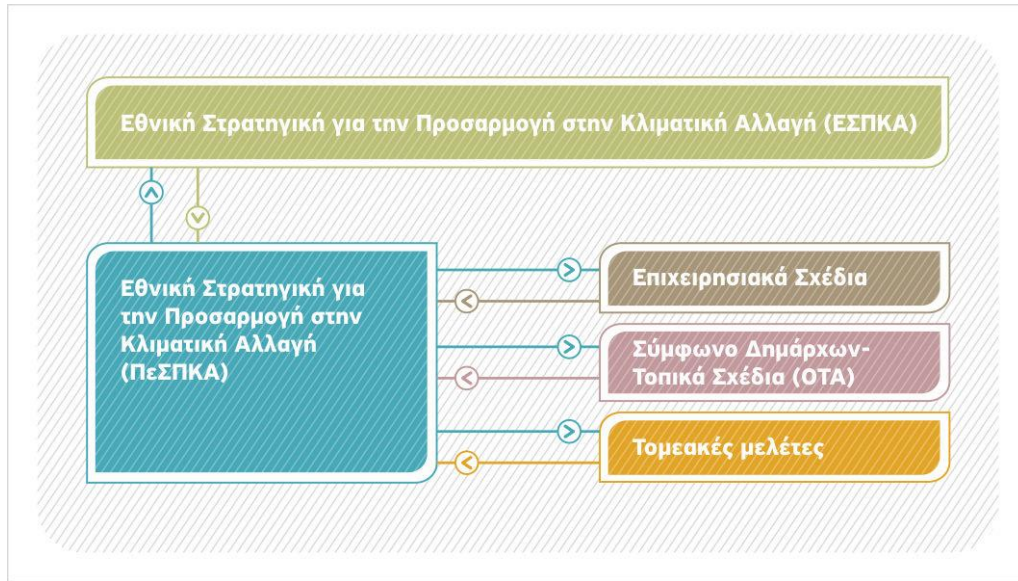 Εθνική Στρατηγική για την Προσαρμογή στην Κλιματική Αλλαγή (ΕΣΠΚΑ)
Εθνική Στρατηγική για
την Προσαρμογή στην
Κλιματική Αλλαγή
(ΠεΣΠΚΑ)
Επιχειρησιακά Σχέδια
Σύμφωνο Δημάρχων-
Τοπικά Σχέδια (ΟΤΑ)
Τομεακές μελέτες